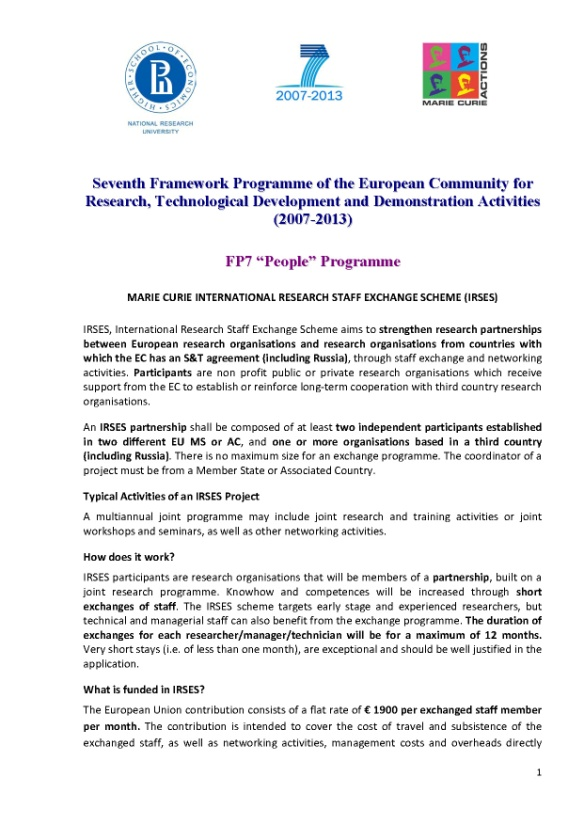 HIGHER · SCHOOL · OF · ECONOMICS
NATIONAL RESEARCH
UNIVERSITY
7
2007-2013
MARIE CURIE ACTIONS
Seventh Framework Programme of the European Community for
Research, Technological Development and Demonstration Activities
(2007-2013)
FP7 “People” Programme
MARIE CURIE INTERNATIONAL RESEARCH STAFF EXCHANGE SCHEME (IRSES)
IRSES, International Research Staff Exchange Scheme aims to strengthen research partnerships
between European research organisations and research organisations from countries with
which the EC has an S&T agreement (including Russia), through staff exchange and networking
activities. Participants are non profit public or private research organisations which receive
support from the EC to establish or reinforce long-term cooperation with third country research
organisations.
An IRSES partnership shall be composed of at least two independent participants established
in two different EU MS or AC, and one or more organisations based in a third country
(including Russia). There is no maximum size for an exchange programme. The coordinator of a
project must be from a Member State or Associated Country.
Typical Activities of an IRSES Project
A multiannual joint programme may include joint research and training activities or joint
workshops and seminars, as well as other networking activities.
How does it work?
IRSES participants are research organisations that will be members of a partnership, built on a
joint research programme. Knowhow and competences will be increased through short
exchanges of staff. The IRSES scheme targets early stage and experienced researchers, but
technical and managerial staff can also benefit from the exchange programme. The duration of
exchanges for each researcher/manager/technician will be for a maximum of 12 months.
Very short stays (i.e. of less than one month), are exceptional and should be well justified in the
application.
What is funded in IRSES?
The European Union contribution consists of a flat rate of € 1900 per exchanged staff member
per month. The contribution is intended to cover the cost of travel and subsistence of the
exchanged staff, as well as networking activities, management costs and overheads directly
1